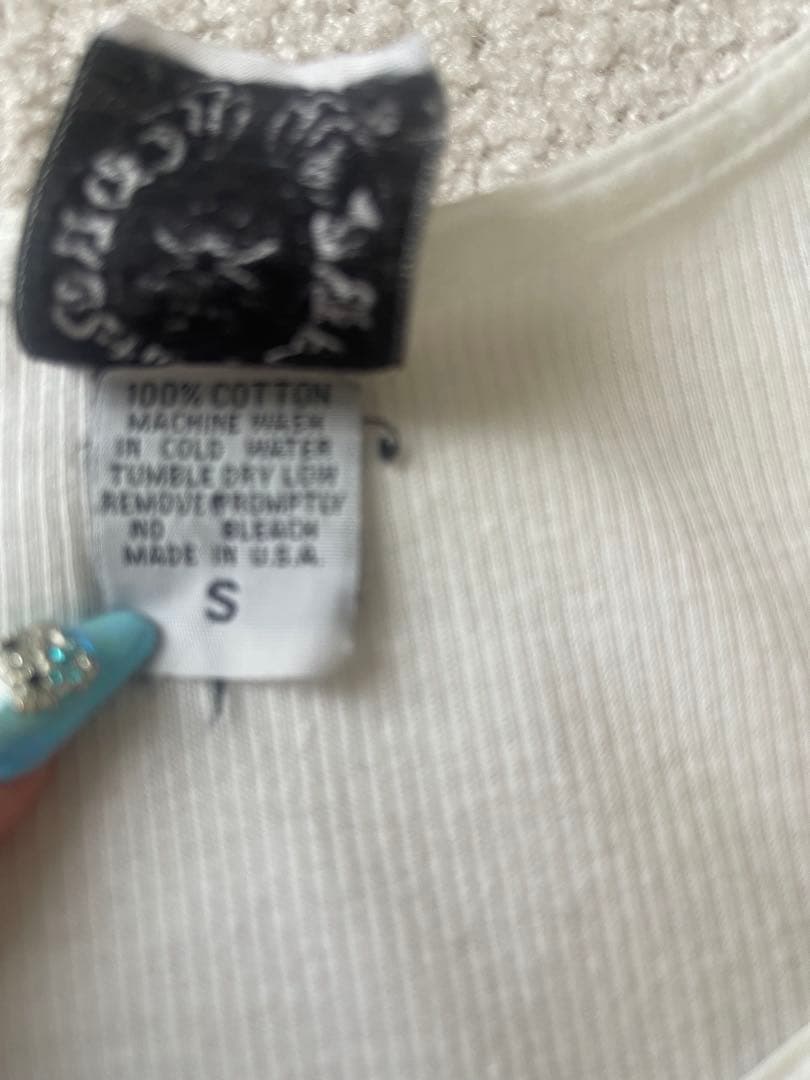 100% COTTON
MACHINE WASH
IN COLD WATER
TUMBLE DRY LOW
REMOVE PROMPTLY
NO BLEACH
MADE IN U.S.A.
S